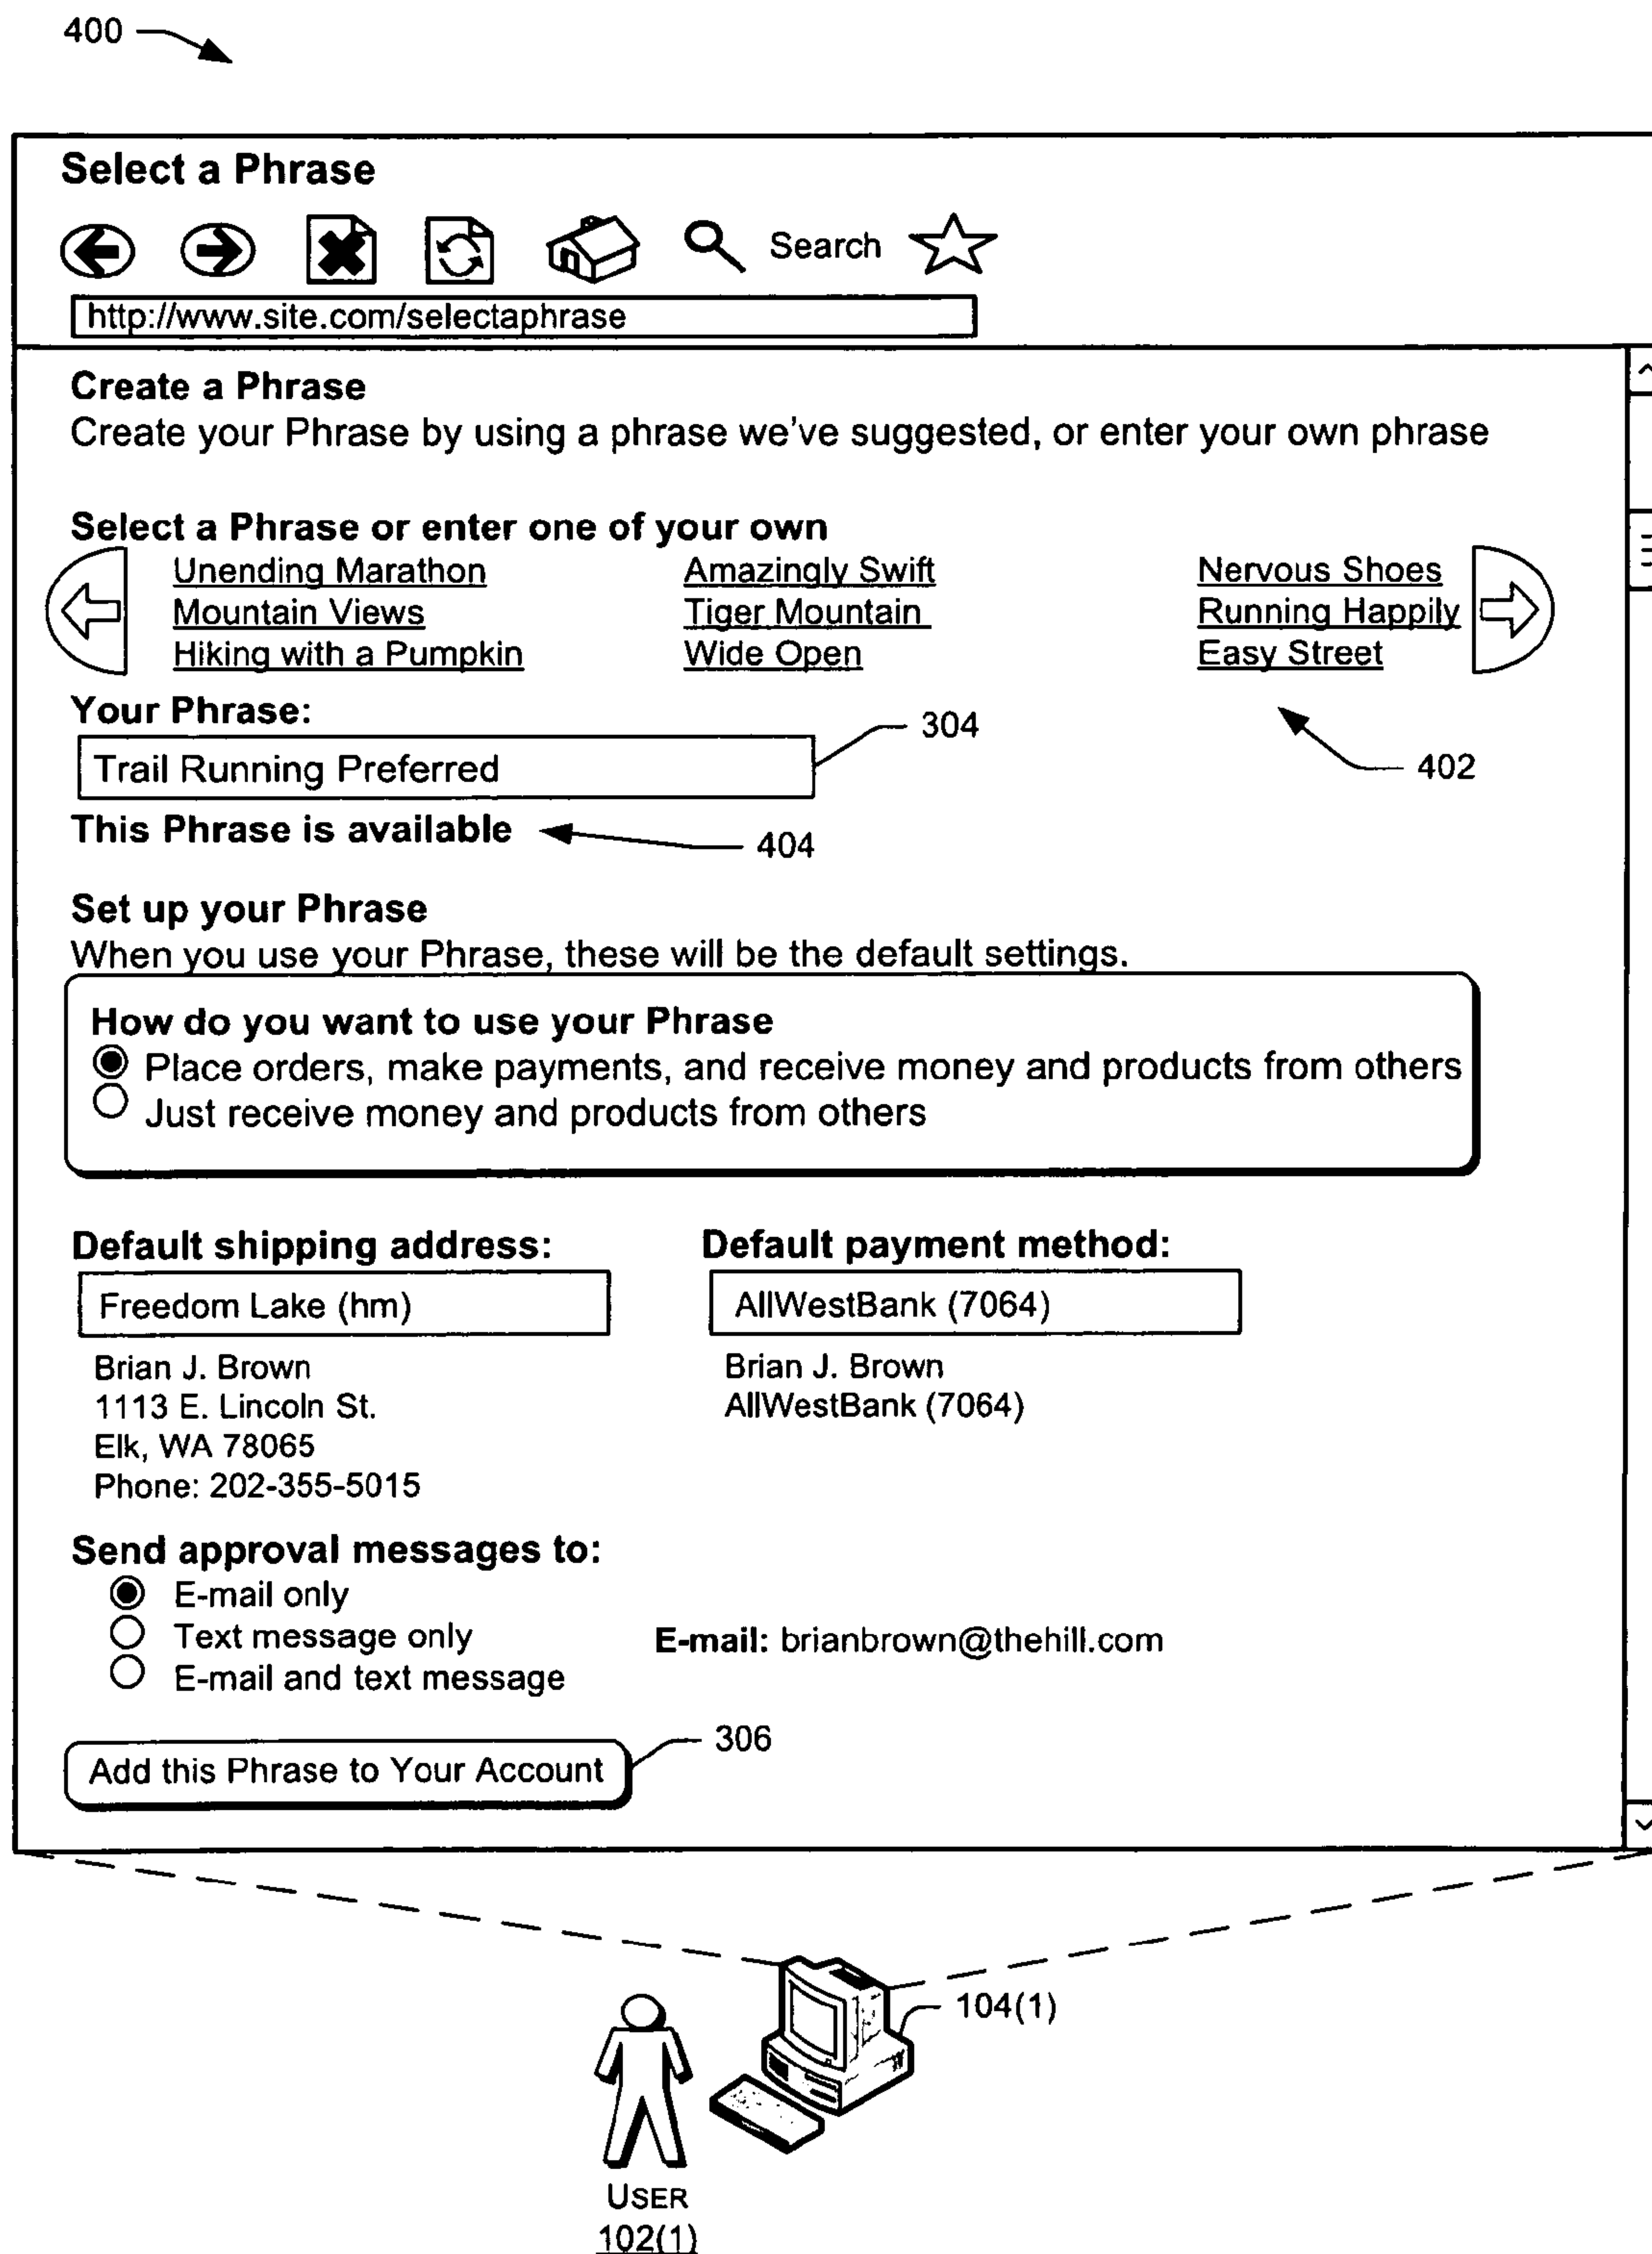 400
Select a Phrase
Search
http://www.site.com/selectaphrase
Create a Phrase
Create your Phrase by using a phrase we've suggested, or enter your own phrase
Select a Phrase or enter one of your own
Unending Marathon Amazingly Swift Nervous Shoes
Mountain Views Tiger Mountain Running Happily
Hiking with a Pumpkin Wide Open Easy Street
Your Phrase:
304
Trail Running Preferred
402
This Phrase is available
404
Set up your Phrase
When you use your Phrase, these will be the default settings.
How do you want to use your Phrase
Place orders, make payments, and receive money and products from others
Just receive money and products from others
Default shipping address: Default payment method:
Freedom Lake (hm) AllWestBank (7064)
Brian J. Brown Brian J. Brown
1113 E. Lincoln St. AllWestBank (7064)
Elk, WA 78065
Phone: 202-355-5015
Send approval messages to:
E-mail only
Text message only E-mail: brianbrown@thehill.com
E-mail and text message
306
Add this Phrase to Your Account
104(1)
USER
102(1)